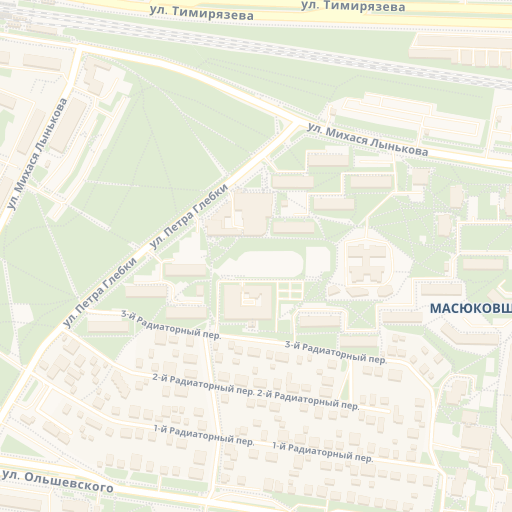 ул. Тимирязева
ул. Тимирязева
ул. Михася Лынькова
ул. Михася Лынькова
ул. Петра Глебки
ул. Петра Глебки
МАСЮКОВЩ
3-й Радиаторный пер.
3-й Радиаторный пер.
2-й Радиаторный пер.
2-й Радиаторный пер.
1-й Радиаторный пер.
1-й Радиаторный пер.
ул. Ольшевского